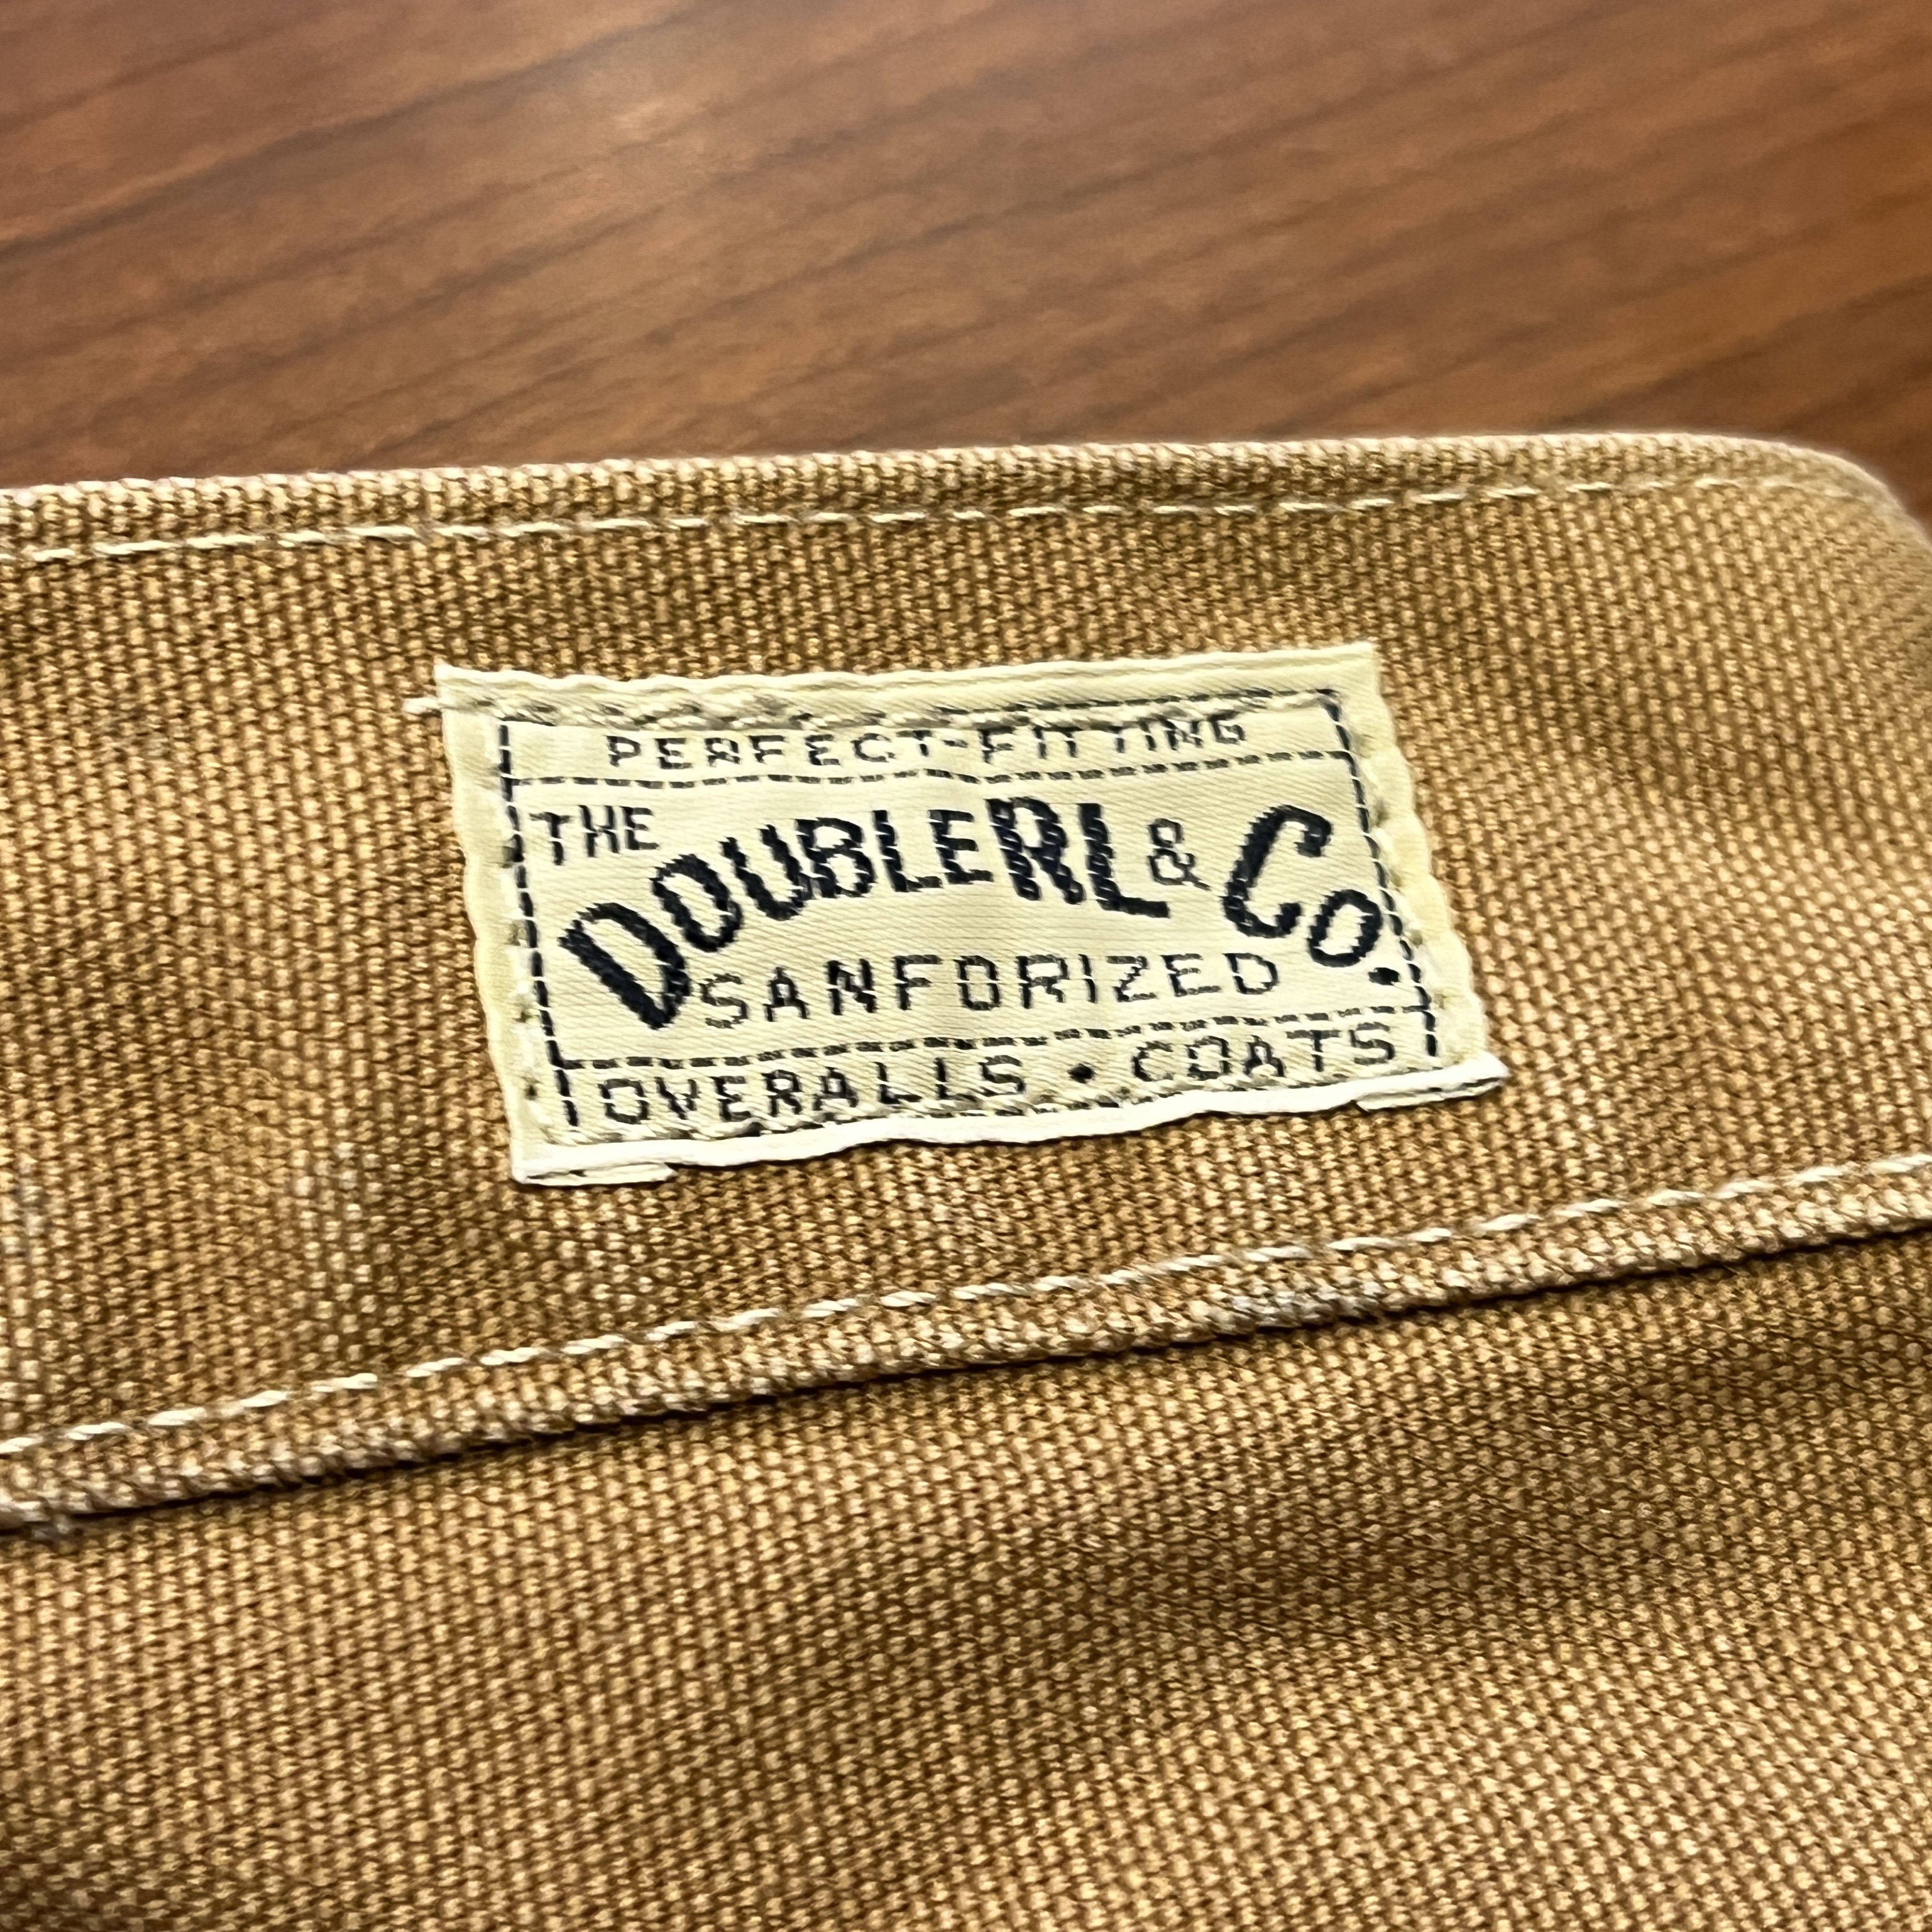 PERFECT-FITTING
THE
DOUBLERL & CO.
SANFORIZED
OVERALLS • COATS